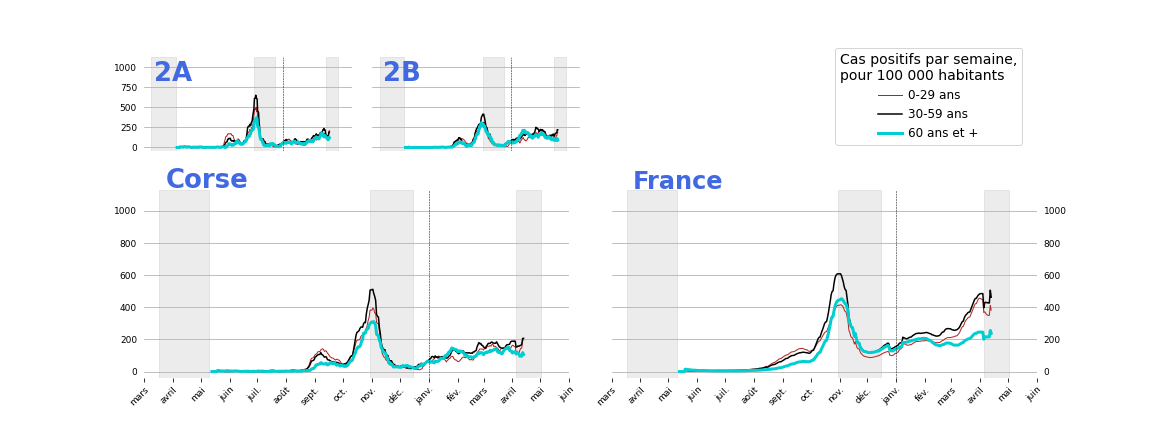 2A
2B
1000
750
500
250
0
Cas positifs par semaine,
pour 100 000 habitants
0-29 ans
30-59 ans
60 ans et +
Corse
France
1000
800
600
400
200
0
1000
800
600
400
200
0
mars avril mai juin juil. août sept. oct. nov. déc. janv. fév. mars avril mai juin
mars avril mai juin juil. août sept. oct. nov. déc. janv. fév. mars avril mai juin